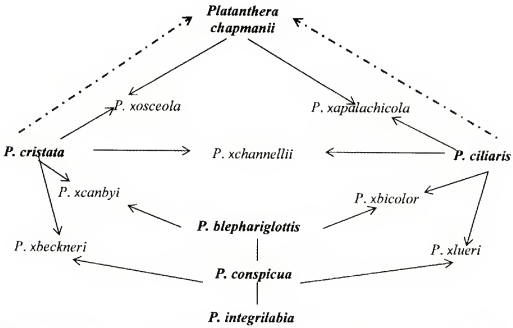 Platanthera
chapmanii
P. xosceola
P. xapalachicola
P. cristata
P. xchannellii
P. ciliaris
P. xcanbyi
P. xbicolor
P. blephariglottis
P. xbeckneri
P. xlueri
P. conspicua
P. integrilabia